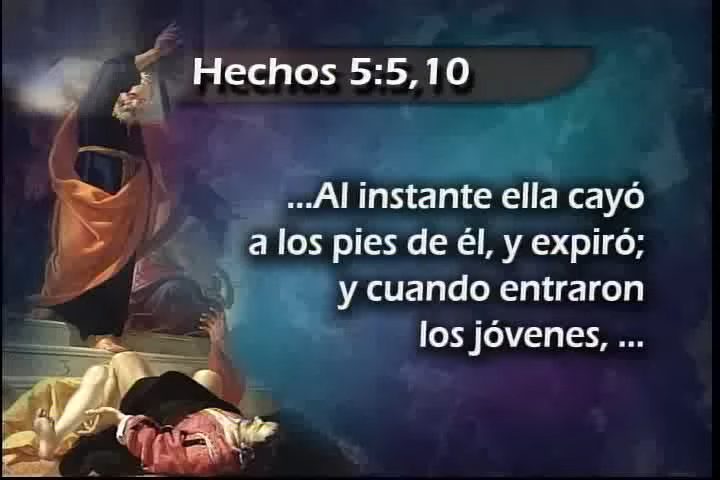 Hechos 5:5,10
...Al instante ella cayó
a los pies de él, y expiró;
y cuando entraron
los jóvenes, ...